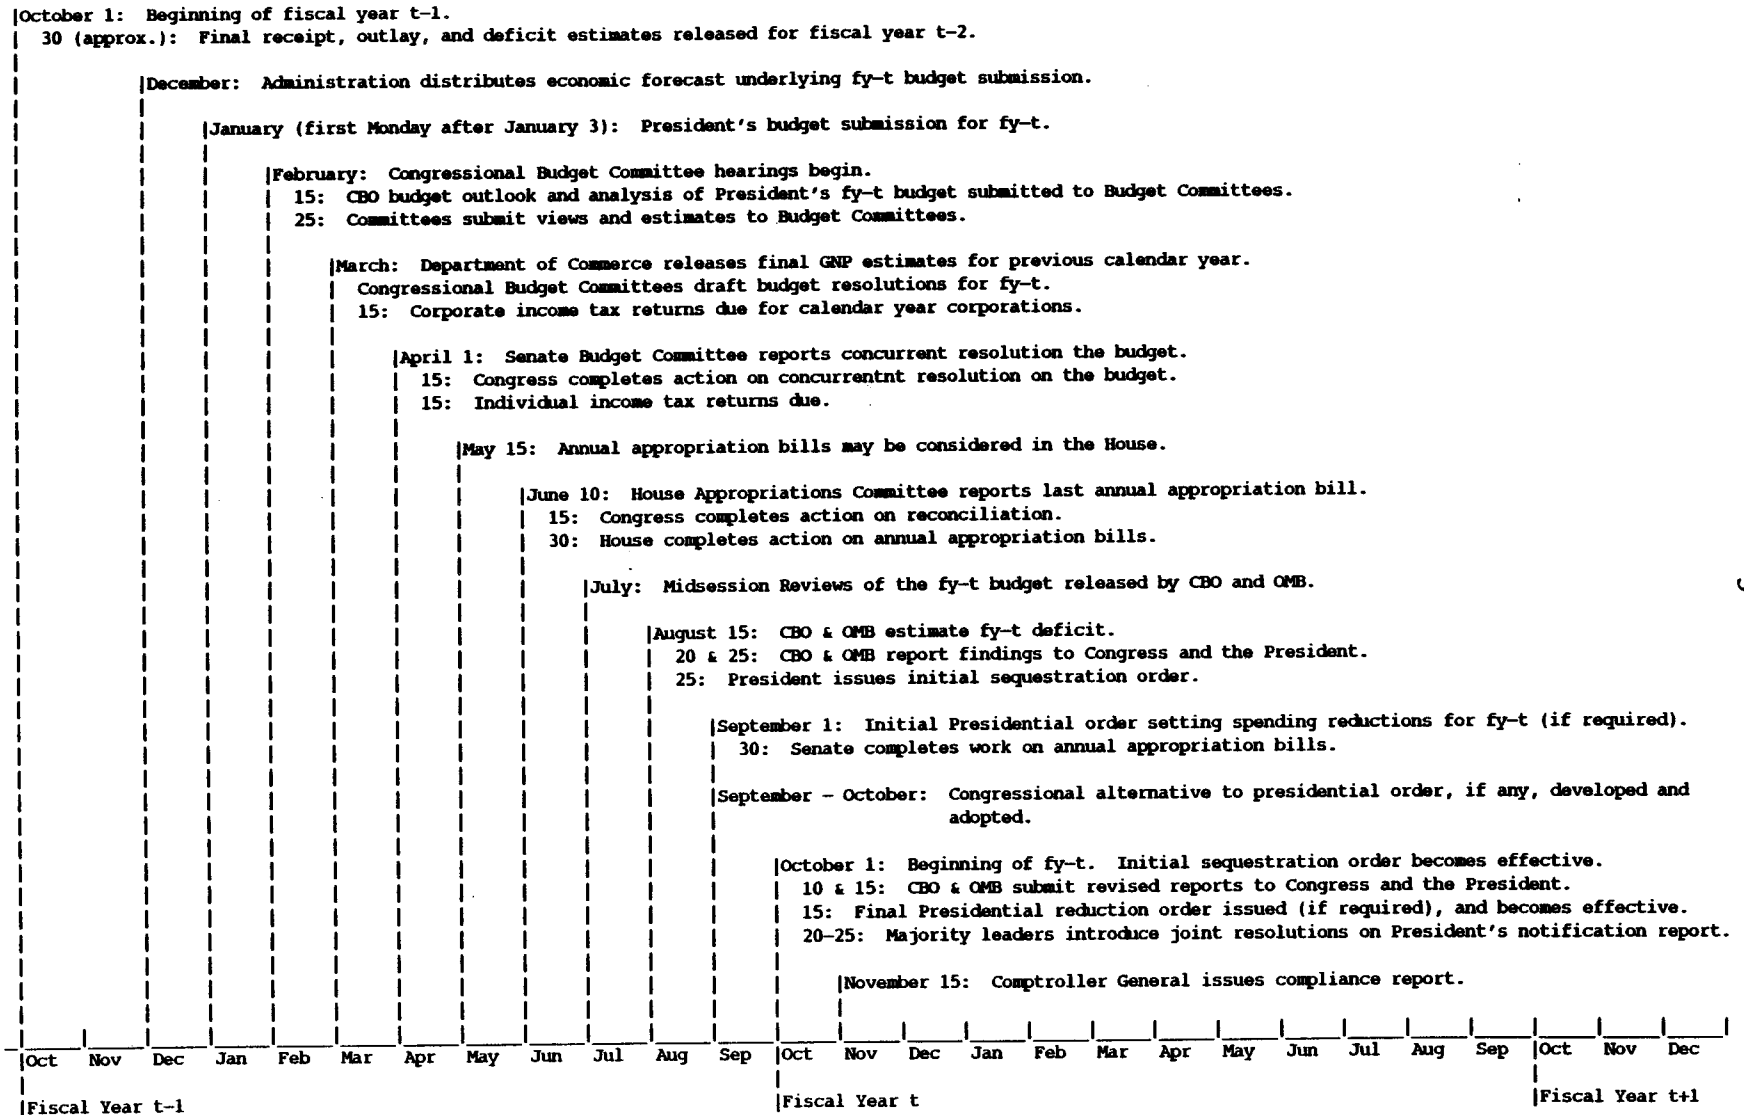 October 1: Beginning of fiscal year t-1.
30 (approx.): Final receipt, outlay, and deficit estimates released for fiscal year t-2.
December: Administration distributes economic forecast underlying fy-t budget submission.
January (first Monday after January 3): President's budget submission for fy-t.
February: Congressional Budget Committee hearings begin.
15: CBO budget outlook and analysis of President's fy-t budget submitted to Budget Committees.
25: Committees submit views and estimates to Budget Committees.
March: Department of Commerce releases final GNP estimates for previous calendar year.
Congressional Budget Committees draft budget resolutions for fy-t.
15: Corporate income tax returns due for calendar year corporations.
April 1: Senate Budget Committee reports concurrent resolution the budget.
15: Congress completes action on concurrentnt resolution on the budget.
15: Individual income tax returns due.
May 15: Annual appropriation bills may be considered in the House.
June 10: House Appropriations Committee reports last annual appropriation bill.
15: Congress completes action on reconciliation.
30: House completes action on annual appropriation bills.
July: Midsession Reviews of the fy-t budget released by CBO and OMB.
August 15: CBO & OMB estimate fy-t deficit.
20 & 25: CBO & OMB report findings to Congress and the President.
25: President issues initial sequestration order.
September 1: Initial Presidential order setting spending reductions for fy-t (if required).
30: Senate completes work on annual appropriation bills.
September - October: Congressional alternative to presidential order, if any, developed and
adopted.
October 1: Beginning of fy-t. Initial sequestration order becomes effective.
10 & 15: CBO & OMB submit revised reports to Congress and the President.
15: Final Presidential reduction order issued (if required), and becomes effective.
20-25: Majority leaders introduce joint resolutions on President's notification report.
November 15: Comptroller General issues compliance report.
Oct Nov Dec Jan Feb Mar Apr May Jun Jul Aug Sep Oct Nov Dec Jan Feb Mar Apr May Jun Jul Aug Sep Oct Nov Dec
Fiscal Year t-1 Fiscal Year t Fiscal Year t+1